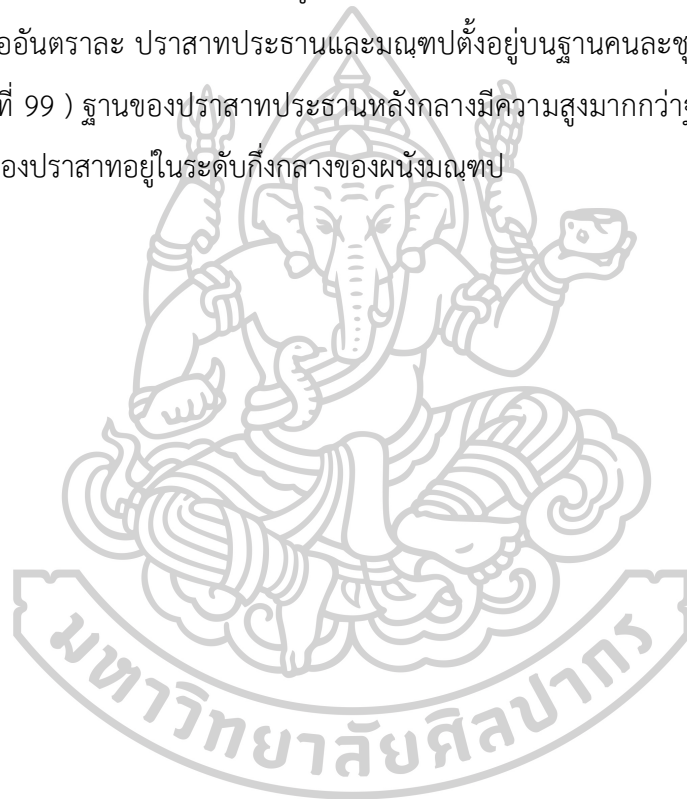 ออันตราละ ปราสาทประธานและมณฺฑปตั้งอยู่บนฐานคนละชุ
ที่ 99 ) ฐานของปราสาทประธานหลังกลางมีความสูงมากกว่าฐ
องปราสาทอยู่ในระดับกึ่งกลางของผนังมณฺฑป
มหาวิทยาลัยศิลปากร